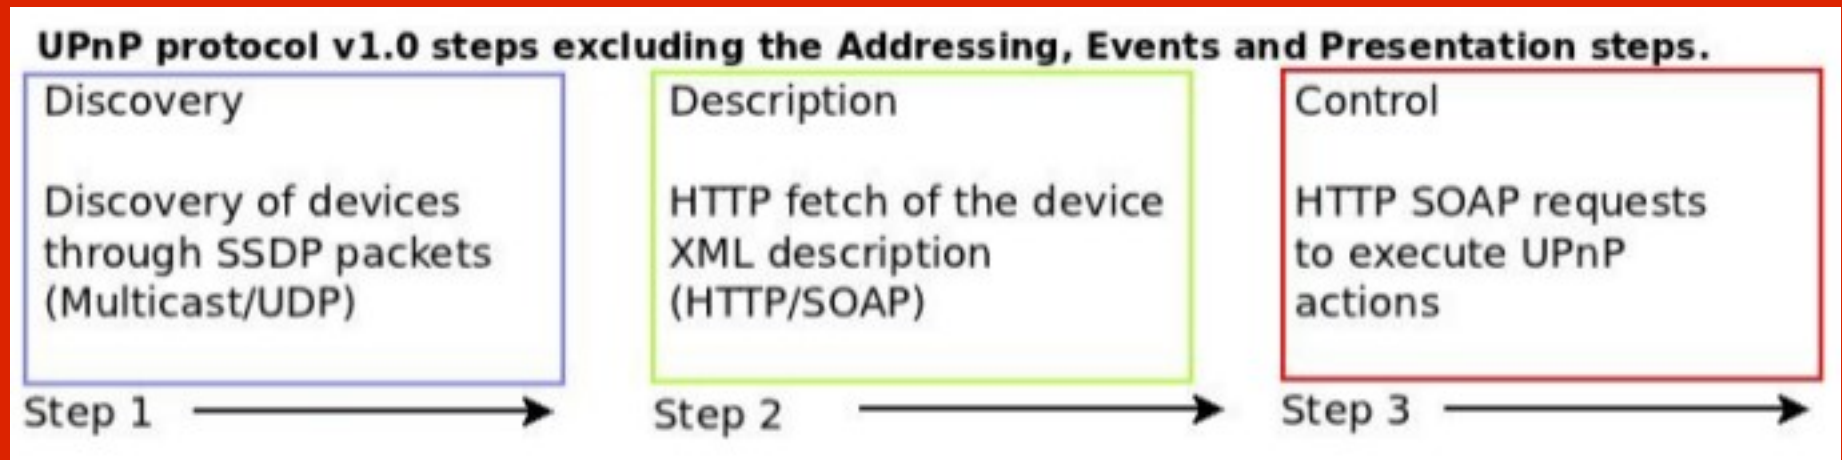 UPnP protocol v1.0 steps excluding the Addressing, Events and Presentation steps.
Discovery
Discovery of devices
through SSDP packets
(Multicast/UDP)
Step 1
Description
HTTP fetch of the device
XML description
(HTTP/SOAP)
Step 2
Control
HTTP SOAP requests
to execute UPnP
actions
Step 3